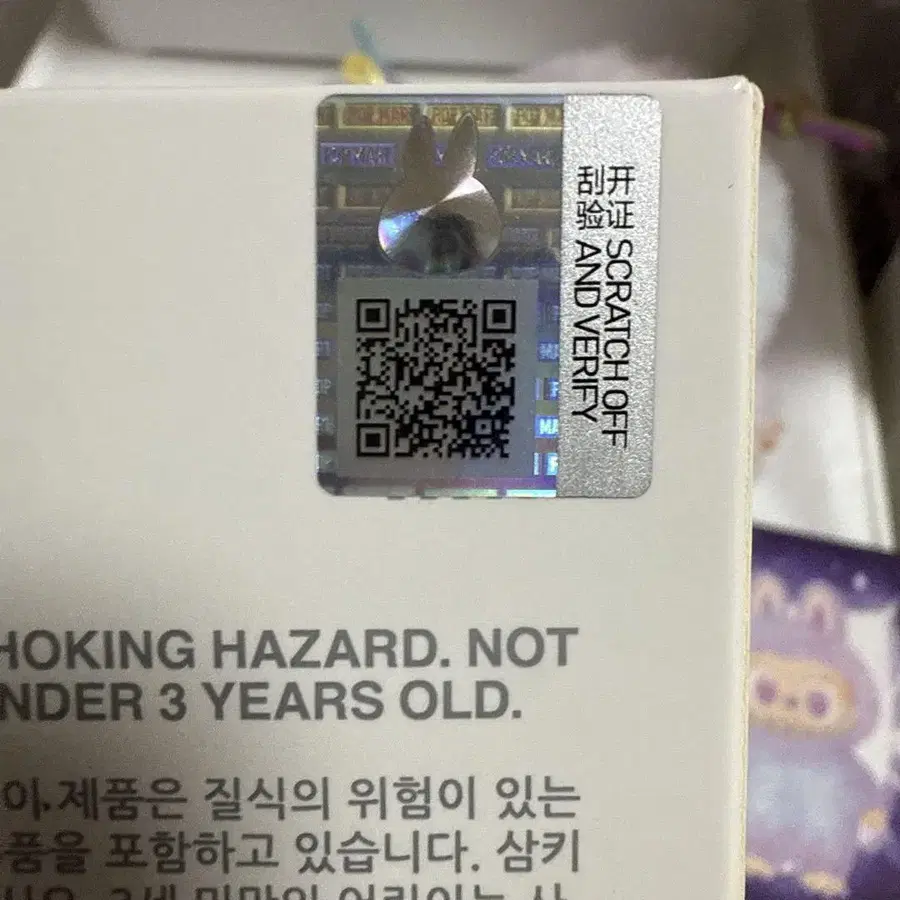 POP MART
刮开
验证
SCRATCH OFF
AND VERIFY
HOKING HAZARD. NOT
NDER 3 YEARS OLD.
이.제품은 질식의 위험이 있는
품을 포함하고 있습니다. 삼키